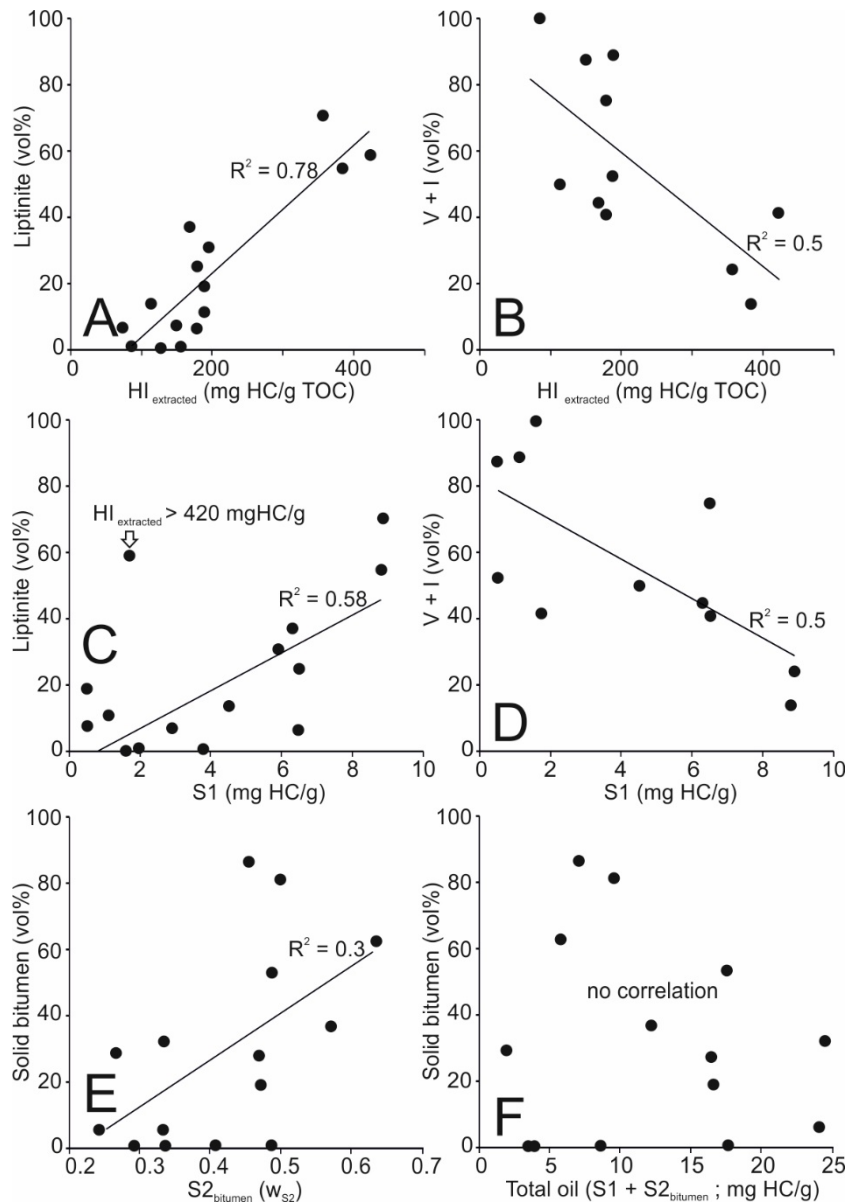 100
80
60
40
20
0
Liptinite (vol%)
R² = 0.78
A
200
400
HI extracted (mg HC/g TOC)
100
80
60
40
20
0
V + I (vol%)
R² = 0.5
B
200
400
HI extracted (mg HC/g TOC)
100
80
60
40
20
0
Liptinite (vol%)
HI extracted > 420 mgHC/g
R² = 0.58
C
0 2 4 6 8 10
S1 (mg HC/g)
100
80
60
40
20
0
V + I (vol%)
R² = 0.5
D
0 2 4 6 8 10
S1 (mg HC/g)
100
80
60
40
20
0
Solid bitumen (vol%)
R² = 0.3
E
0.2 0.3 0.4 0.5 0.6 0.7
S2bitumen (wS2)
100
80
60
40
20
0
Solid bitumen (vol%)
no correlation
F
0 5 10 15 20 25
Total oil (S1 + S2bitumen ; mg HC/g)